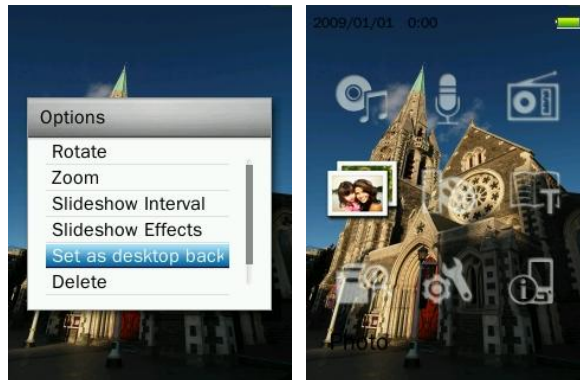 Options
Rotate
Zoom
Slideshow Interval
Slideshow Effects
Set as desktop back
Delete
2009/01/01 0:00
Photo